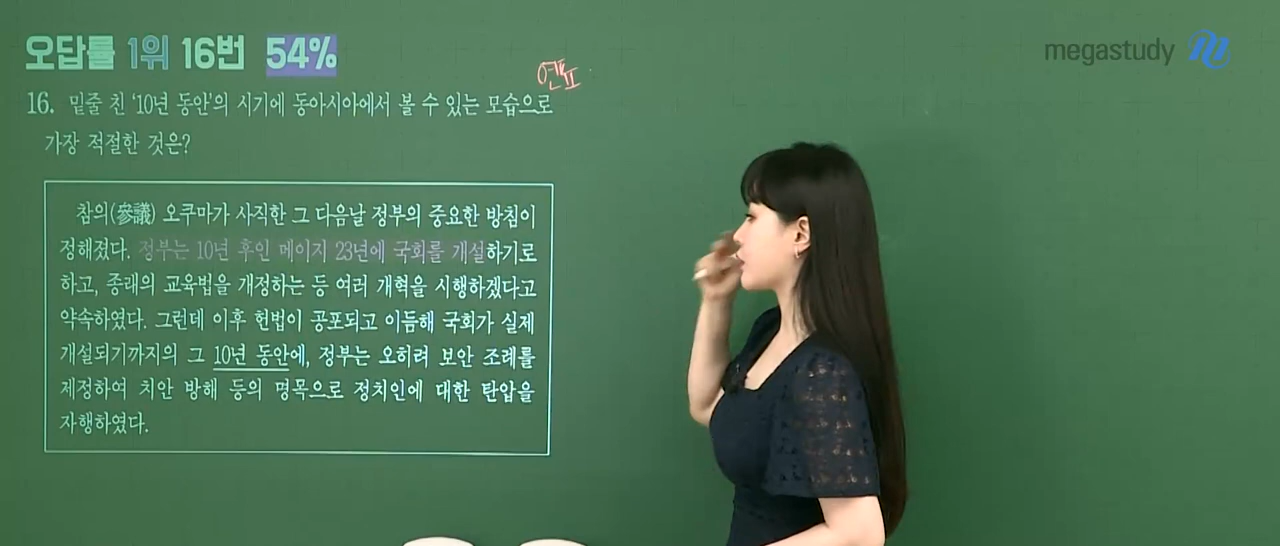 오답률 1위 16번 54%
megastudy
연표
16. 밑줄 친 '10년 동안'의 시기에 동아시아에서 볼 수 있는 모습으로
가장 적절한 것은?
참의(參議) 오쿠마가 사직한 그 다음날 정부의 중요한 방침이
정해졌다. 정부는 10년 후인 메이지 23년에 국회를 개설하기로
하고, 종래의 교육법을 개정하는 등 여러 개혁을 시행하겠다고
약속하였다. 그런데 이후 헌법이 공포되고 이듬해 국회가 실제
개설되기까지의 그 10년 동안에, 정부는 오히려 보안 조례를
제정하여 치안 방해 등의 명목으로 정치인에 대한 탄압을
자행하였다.